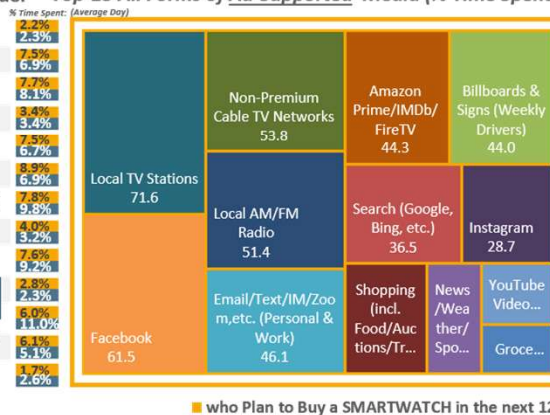 % Time Spent: (Average Day)
2.2%
2.3%
7.5%
6.9%
7.7%
8.1%
3.4%
3.4%
7.5%
6.7%
8.9%
6.9%
7.8%
9.8%
4.0%
3.2%
7.6%
9.2%
2.8%
2.3%
6.0%
11.0%
6.1%
5.1%
1.7%
2.6%
Local TV Stations
71.6
Facebook
61.5
Non-Premium
Cable TV Networks
53.8
Local AM/FM
Radio
51.4
Email/Text/IM/Zoo
m,etc. (Personal &
Work)
46.1
Amazon
Prime/IMDb/
FireTV
44.3
Billboards &
Signs (Weekly
Drivers)
44.0
Search (Google,
Bing, etc.)
36.5
Instagram
28.7
Shopping
(incl.
Food/Auc
tions/Tr...
News
/Wea
ther/
Spo...
YouTube
Video...
Groce...
who Plan to Buy a SMARTWATCH in the next 12